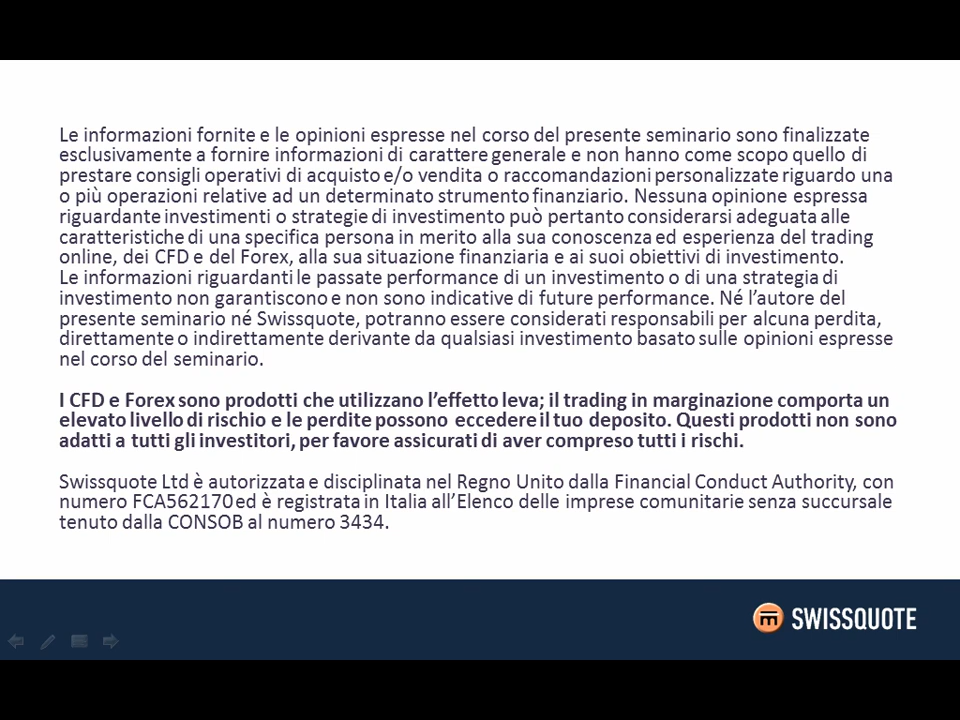 Le informazioni fornite e le opinioni espresse nel corso del presente seminario sono finalizzate
esclusivamente a fornire informazioni di carattere generale e non hanno come scopo quello di
prestare consigli operativi di acquisto e/o vendita o raccomandazioni personalizzate riguardo una
o più operazioni relative ad un determinato strumento finanziario. Nessuna opinione espressa
riguardante investimenti o strategie di investimento può pertanto considerarsi adeguata alle
caratteristiche di una specifica persona in merito alla sua conoscenza ed esperienza del trading
online, dei CFD e del Forex, alla sua situazione finanziaria e ai suoi obiettivi di investimento.
Le informazioni riguardanti le passate performance di un investimento o di una strategia di
investimento non garantiscono e non sono indicative di future performance. Né l’autore del
presente seminario né Swissquote, potranno essere considerati responsabili per alcuna perdita,
direttamente o indirettamente derivante da qualsiasi investimento basato sulle opinioni espresse
nel corso del seminario.
I CFD e Forex sono prodotti che utilizzano l’effetto leva; il trading in marginazione comporta un
elevato livello di rischio e le perdite possono eccedere il tuo deposito. Questi prodotti non sono
adatti a tutti gli investitori, per favore assicurati di aver compreso tutti i rischi.
Swissquote Ltd è autorizzata e disciplinata nel Regno Unito dalla Financial Conduct Authority, con
numero FCA562170 ed è registrata in Italia all’Elenco delle imprese comunitarie senza succursale
tenuto dalla CONSOB al numero 3434.
SWISSQUOTE